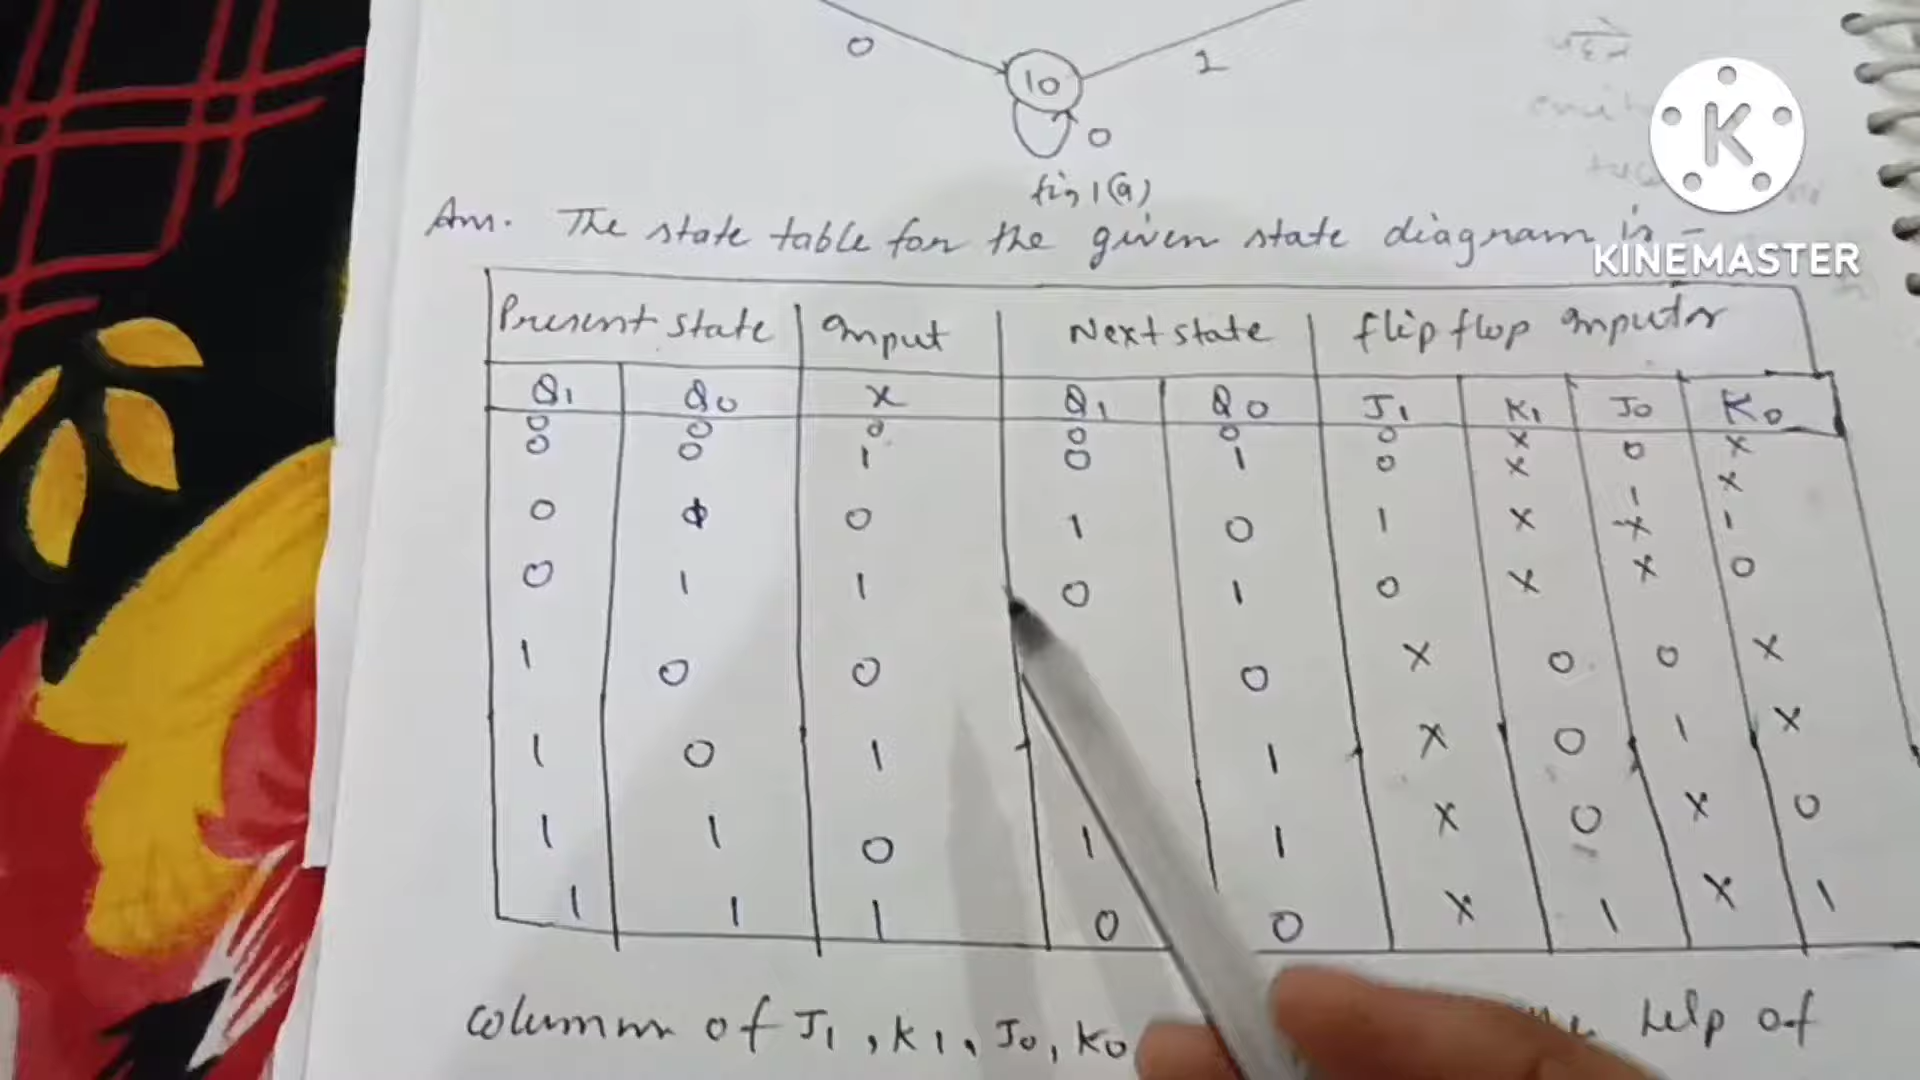 0
10
1
0
fig 1(a)
K
KINEMASTER
Ans. The state table for the given state diagram is -
Present state Input Next state flip flop inputs
Q1 Q0 x Q1 Q0 J1 K1 J0 K0
0 0 0 0 0 0 x 0 x
0 0 1 0 1 0 x 1 x
0 1 0 1 0 1 x x 1
0 1 1 0 1 0 x x 0
1 0 0 0 x 0 0 x
1 0 1 1 x 0 1 x
1 1 0 1 1 x 0 x 0
1 1 1 0 0 x 1 x 1
columns of J1, K1, J0, K0 help of